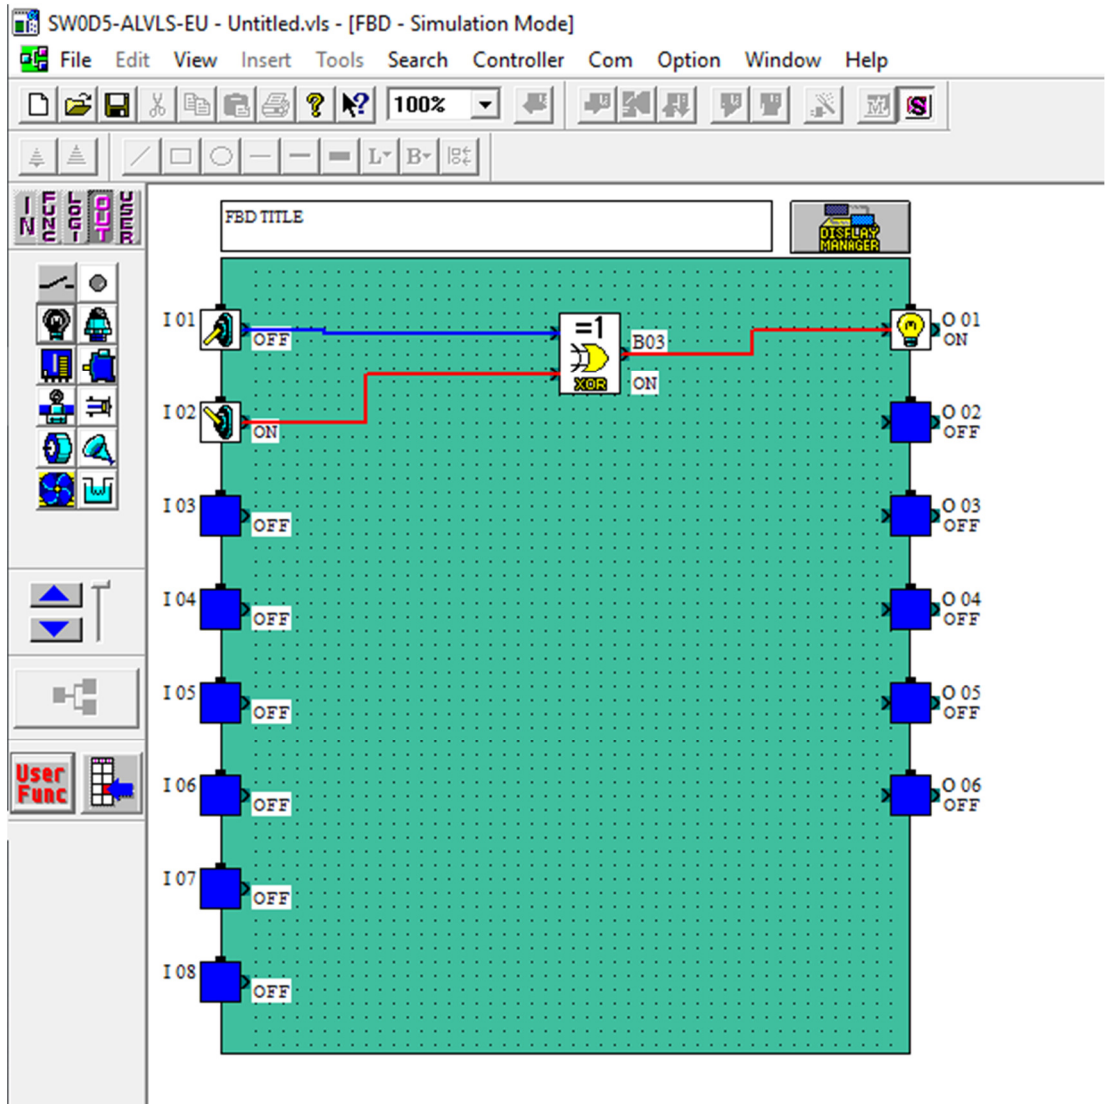 SW0D5-ALVLS-EU - Untitled.vls - [FBD - Simulation Mode]
File Edit View Insert Tools Search Controller Com Option Window Help
100%
L B
IN FUNC LOGI OUT USER
FBD TITLE
DISPLAY
MANAGER
I 01
OFF
=1
XOR
B03
ON
O 01
ON
I 02
ON
O 02
OFF
I 03
OFF
O 03
OFF
I 04
OFF
O 04
OFF
I 05
OFF
O 05
OFF
User
Func
I 06
OFF
O 06
OFF
I 07
OFF
I 08
OFF